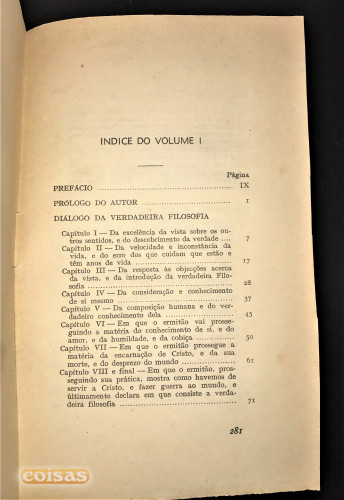 INDICE DO VOLUME I
Página
PREFÁCIO ................ IX
PRÓLOGO DO AUTOR ................ 1
DIÁLOGO DA VERDADEIRA FILOSOFIA
Capítulo I — Da excelência da vista sobre os ou-
tros sentidos, e do descobrimento da verdade ... 7
Capítulo II — Da velocidade e inconstância da
vida, e do erro dos que cuidam que estão e
têm anos de vida ................ 17
Capítulo III — Da resposta às objecções acêrca
da vista, e da introdução da verdadeira Filo-
sofia ................ 28
Capítulo IV — Da consideração e conhecimento
de si mesmo ................ 37
Capítulo V — Da composição humana e do ver-
dadeiro conhecimento dela ................ 45
Capítulo VI — Em que o ermitão vai prosse-
guindo a matéria do conhecimento de si, e do
amor, e da humildade, e da cobiça ................ 50
Capítulo VII — Em que o ermitão prossegue a
matéria da encarnação de Cristo, e da sua
morte, e do desprezo do mundo ................ 61
Capítulo VIII e final — Em que o ermitão, pros-
seguindo sua prática, mostra como havemos de
servir a Cristo, e fazer guerra ao mundo, e
ùltimamente declara em que consiste a verda-
deira filosofia ................ 71
281
coisas